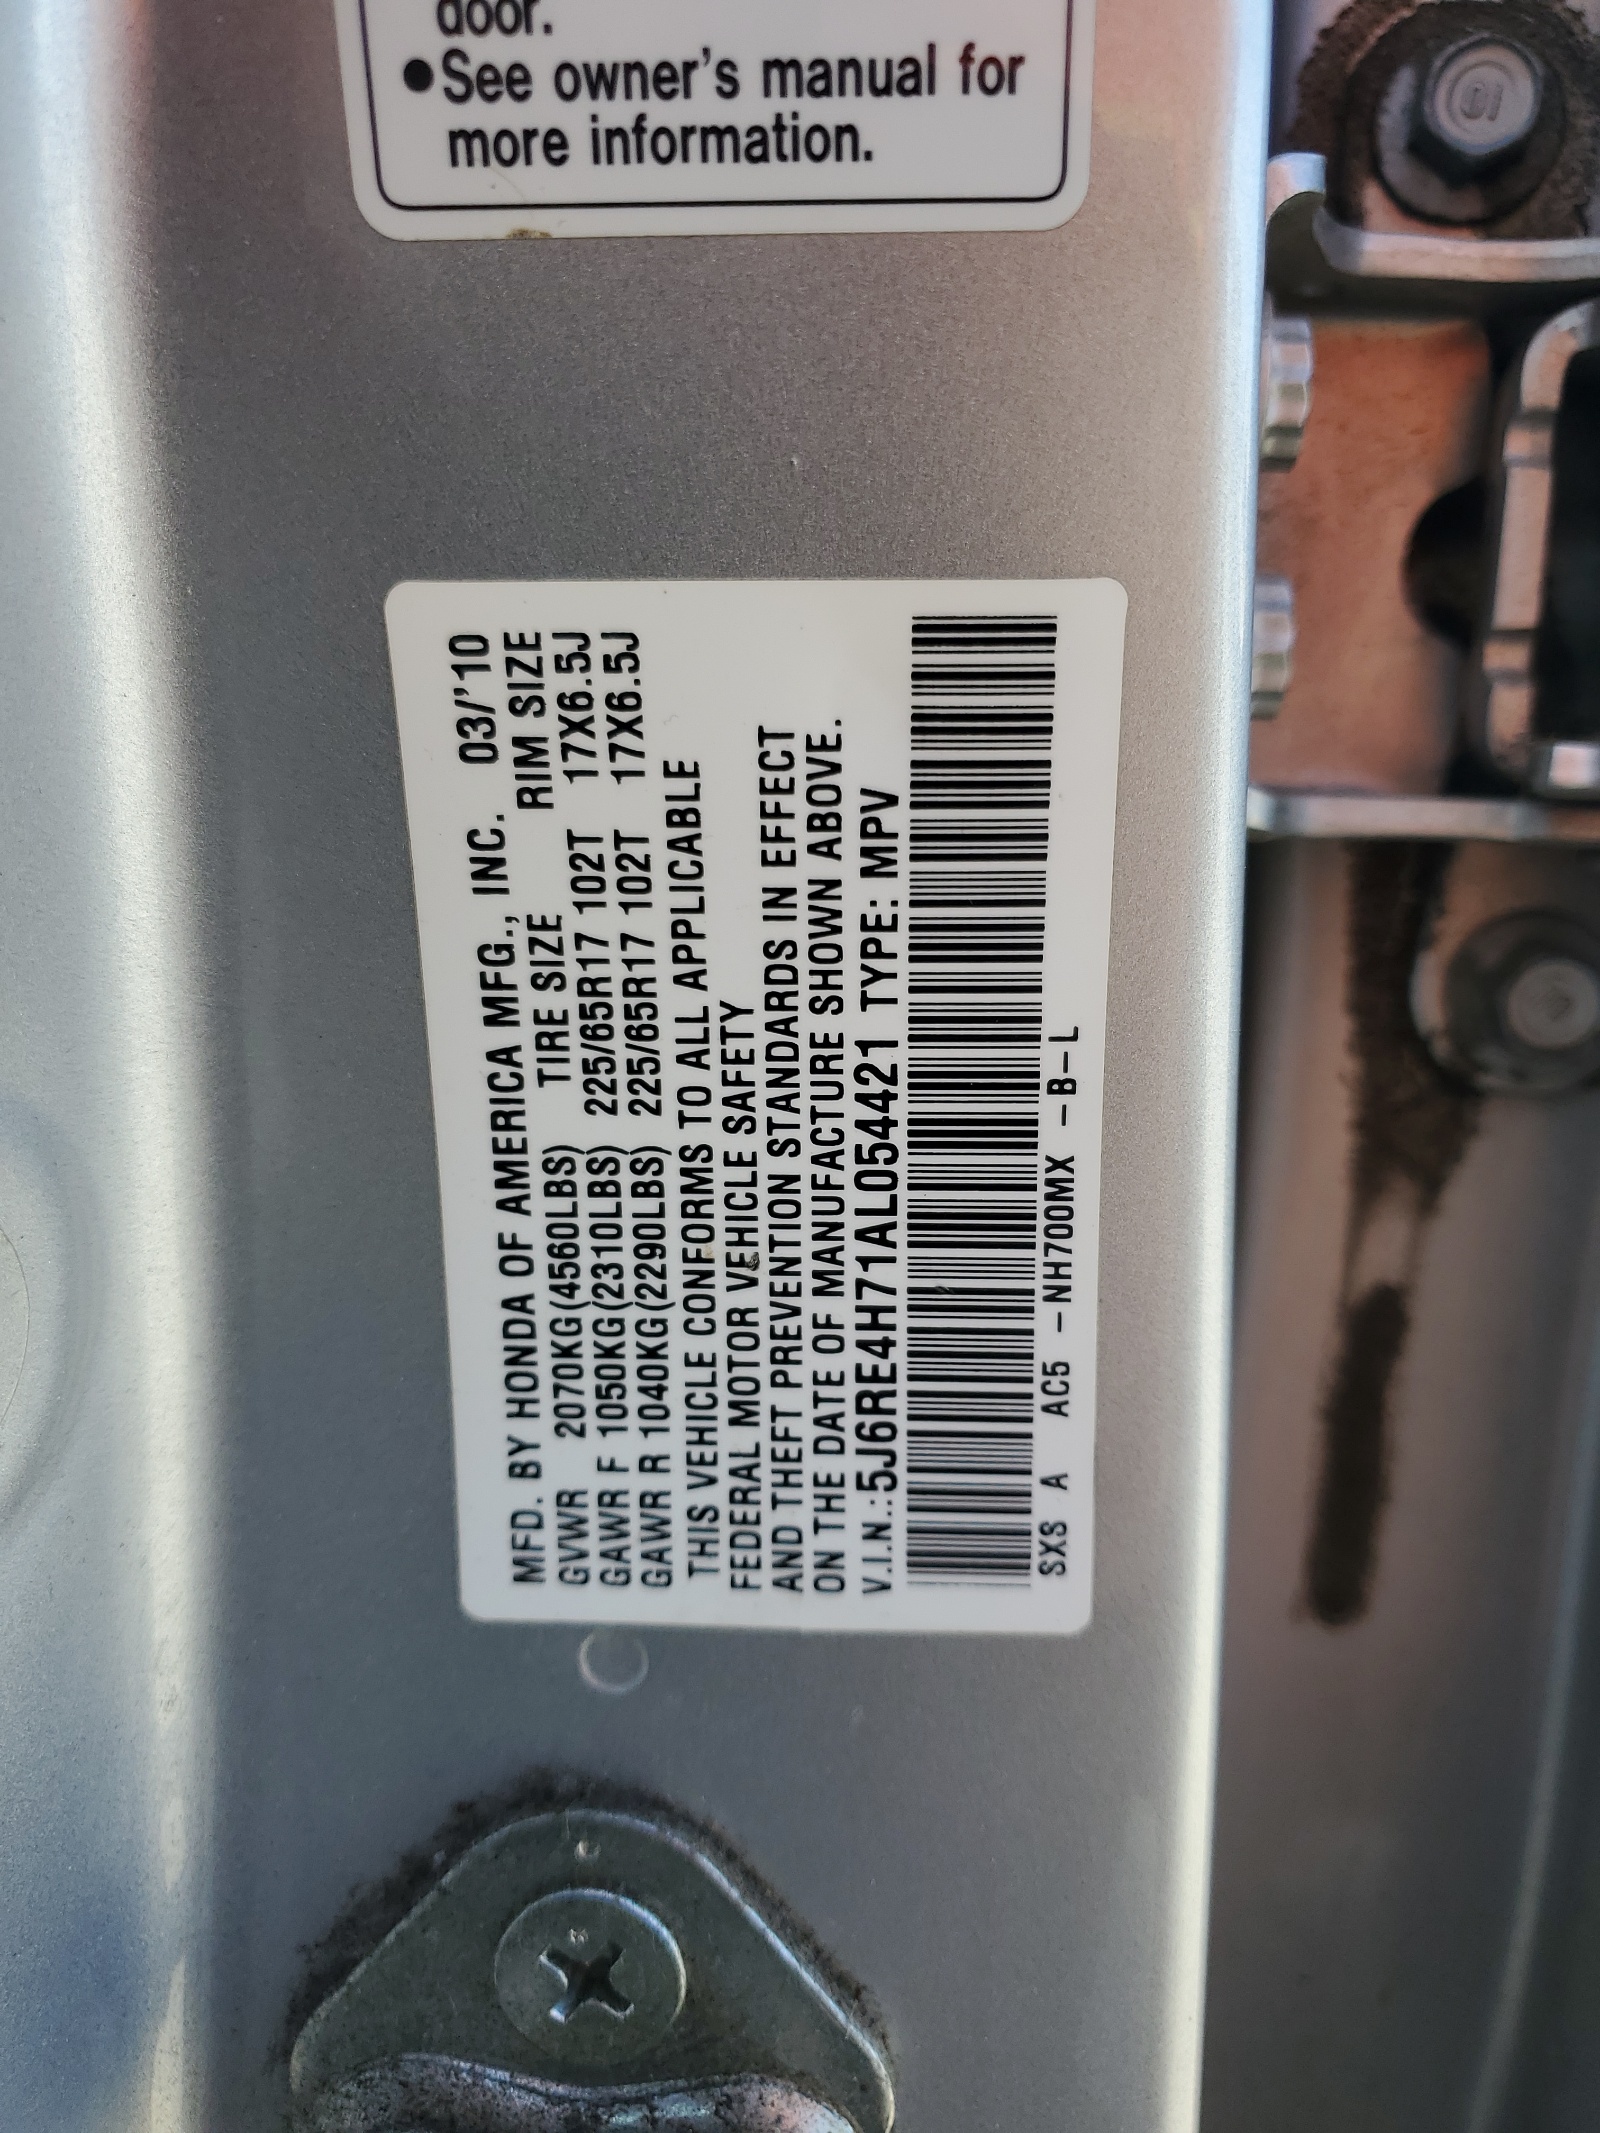 door.
●See owner's manual for
more information.
MFD. BY HONDA OF AMERICA MFG., INC. 03/'10
GVWR 2070KG(4560LBS) TIRE SIZE RIM SIZE
GAWR F 1050KG(2310LBS) 225/65R17 102T 17X6.5J
GAWR R 1040KG(2290LBS) 225/65R17 102T 17X6.5J
THIS VEHICLE CONFORMS TO ALL APPLICABLE
FEDERAL MOTOR VEHICLE SAFETY
AND THEFT PREVENTION STANDARDS IN EFFECT
ON THE DATE OF MANUFACTURE SHOWN ABOVE.
V.I.N.:5J6RE4H71AL054421 TYPE: MPV
SXS A AC5 -NH700MX -B-L
10